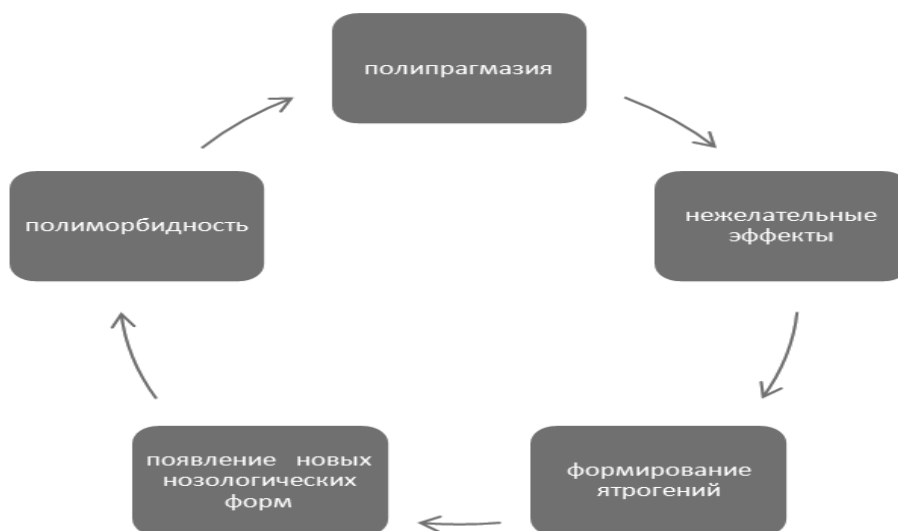 полипрагмазия
нежелательные
эффекты
формирование
ятрогений
появление новых
нозологических
форм
полиморбидность